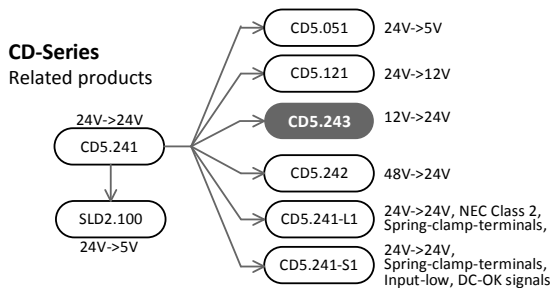 CD-Series
Related products
24V->24V
CD5.241
SLD2.100
24V->5V
CD5.051 24V->5V
CD5.121 24V->12V
CD5.243 12V->24V
CD5.242 48V->24V
CD5.241-L1 24V->24V, NEC Class 2,
Spring-clamp-terminals,
CD5.241-S1 24V->24V,
Spring-clamp-terminals,
Input-low, DC-OK signals